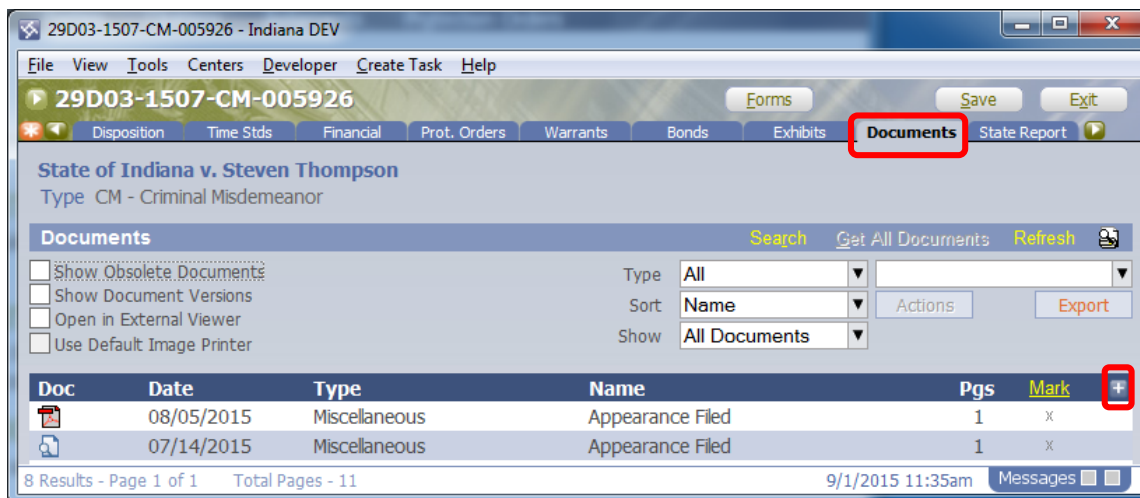 29D03-1507-CM-005926 - Indiana DEV
File View Tools Centers Developer Create Task Help
29D03-1507-CM-005926 Forms Save Exit
Disposition Time Stds Financial Prot. Orders Warrants Bonds Exhibits Documents State Report
State of Indiana v. Steven Thompson
Type CM - Criminal Misdemeanor
Documents Search Get All Documents Refresh
Show Obsolete Documents Type All
Show Document Versions Sort Name Actions Export
Open in External Viewer
Use Default Image Printer Show All Documents
Doc Date Type Name Pgs Mark +
08/05/2015 Miscellaneous Appearance Filed 1 x
07/14/2015 Miscellaneous Appearance Filed 1 x
8 Results - Page 1 of 1 Total Pages - 11 9/1/2015 11:35am Messages